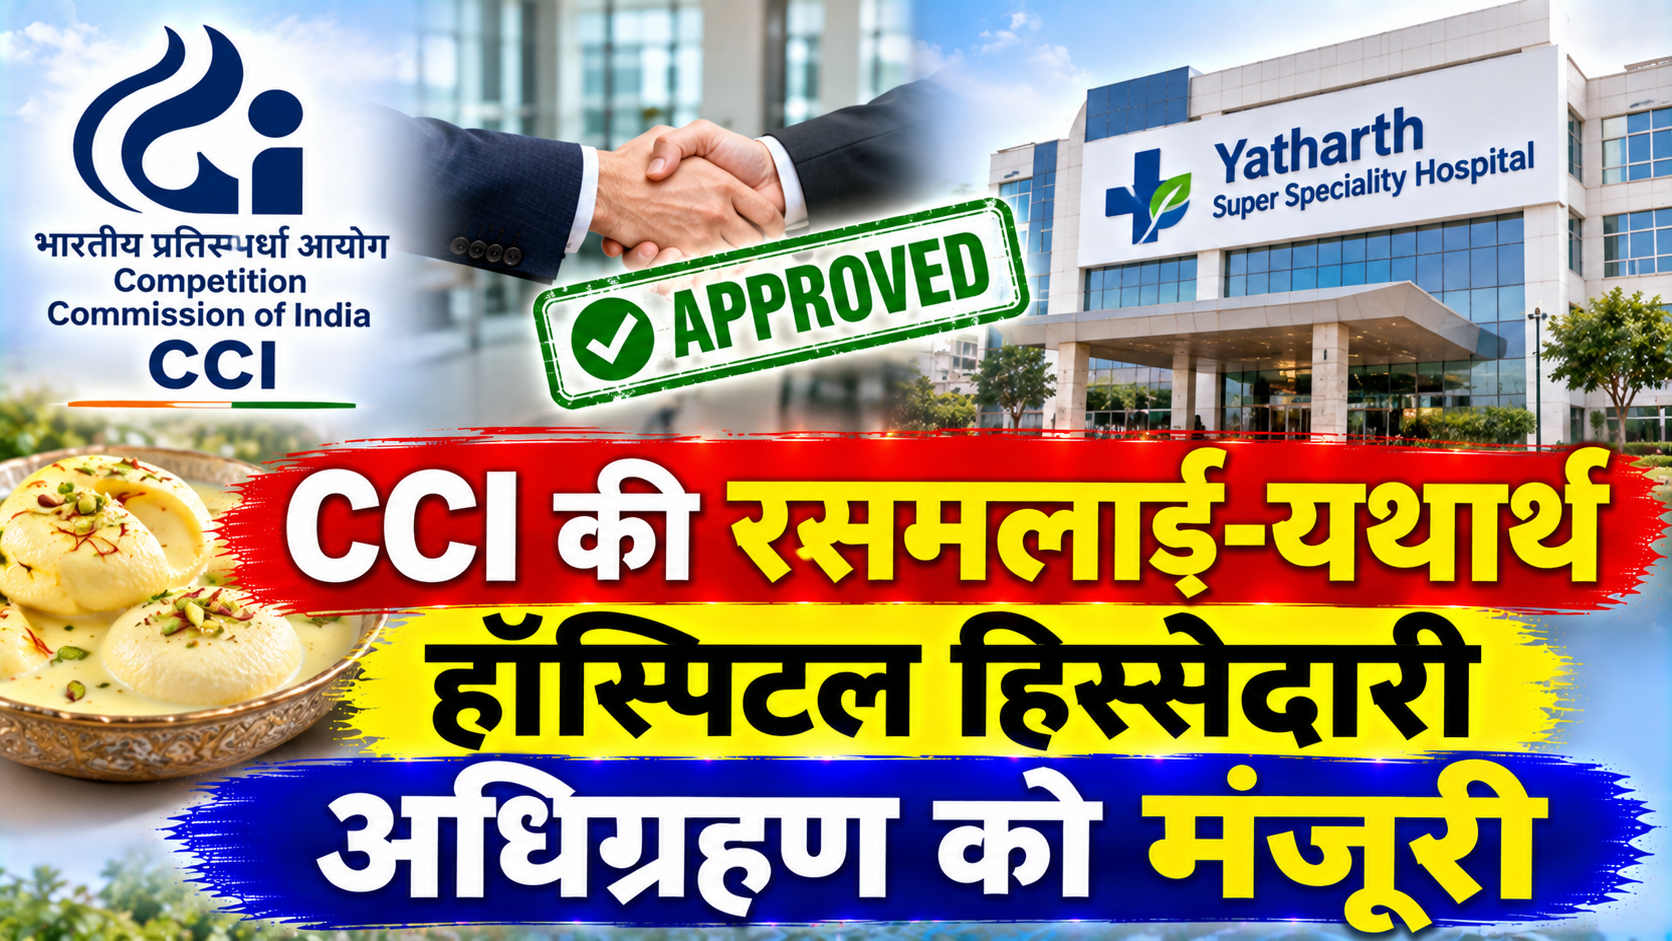 भारतीय प्रतिस्पर्धा आयोग
Competition
Commission of India
CCI
APPROVED
Yatharth
Super Speciality Hospital
CCI की रसमलाई-यथार्थ
हॉस्पिटल हिस्सेदारी
अधिग्रहण को मंजूरी